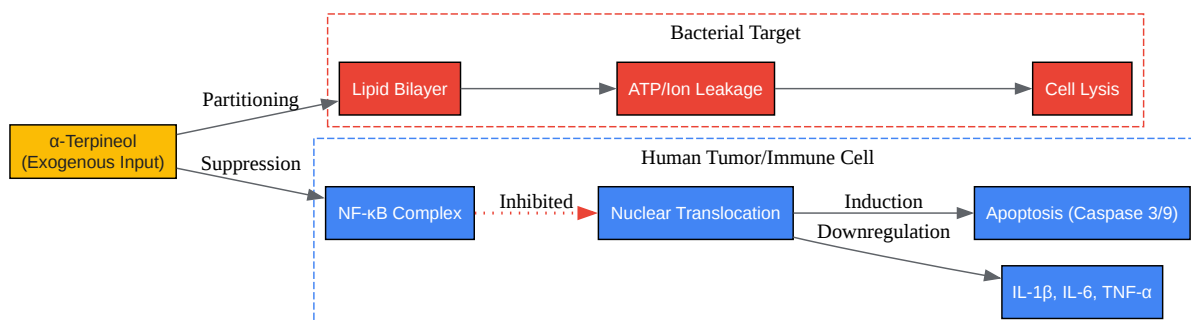 Bacterial Target
Lipid Bilayer
ATP/Ion Leakage
Cell Lysis
Partitioning
α-Terpineol
(Exogenous Input)
Suppression
Human Tumor/Immune Cell
NF-κB Complex
Inhibited
Nuclear Translocation
Induction
Apoptosis (Caspase 3/9)
Downregulation
IL-1β, IL-6, TNF-α